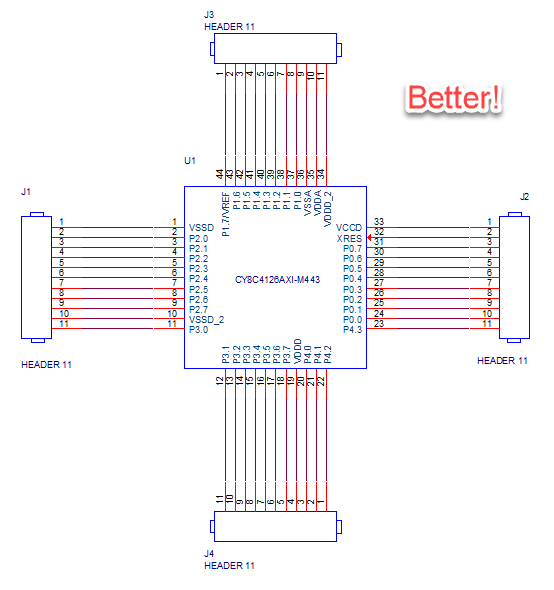 J3
HEADER 11
1 2 3 4 5 6 7 8 9 10 11
Better!
U1
44 43 42 41 40 39 38 37 36 35 34
P1.7/VREF P1.6 P1.5 P1.4 P1.3 P1.2 P1.1 P1.0 VSSA VDDA VDDD_2
J1
J2
1 1 VSSD VCCD 33 1
2 2 P2.0 XRES 32 2
3 3 P2.1 P0.7 31 3
4 4 P2.2 P0.6 30 4
5 5 P2.3 P0.5 29 5
6 6 P2.4 P0.4 28 6
7 7 P2.5 P0.3 27 7
8 8 P2.6 P0.2 26 8
9 9 P2.7 P0.1 25 9
10 10 VSSD_2 P0.0 24 10
11 11 P3.0 P4.3 23 11
CY8C4126AXI-M443
HEADER 11
HEADER 11
P3.1 P3.2 P3.3 P3.4 P3.5 P3.6 P3.7 VDDD P4.0 P4.1 P4.2
12 13 14 15 16 17 18 19 20 21 22
11 10 9 8 7 6 5 4 3 2 1
J4
HEADER 11